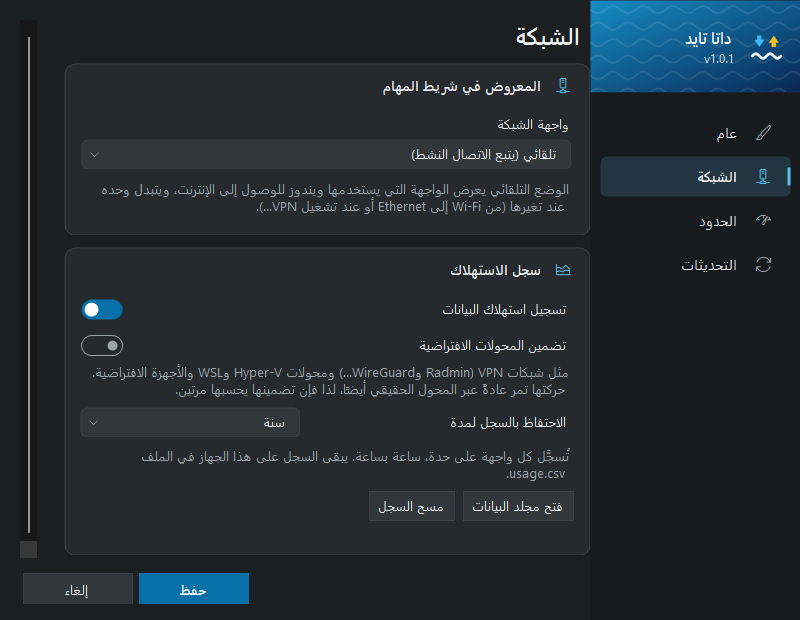 داتا تايد
v1.0.1
عام
الشبكة
الحدود
التحديثات
الشبكة
المعروض في شريط المهام
واجهة الشبكة
تلقائي (يتبع الاتصال النشط)
الوضع التلقائي يعرض الواجهة التي يستخدمها ويندوز للوصول إلى الإنترنت، ويتبدل وحده
عند تغيرها (من Wi-Fi إلى Ethernet أو عند تشغيل VPN...).
سجل الاستهلاك
تسجيل استهلاك البيانات
تضمين المحولات الافتراضية
مثل شبكات VPN (Radmin وWireGuard...) ومحولات Hyper-V وWSL والأجهزة الافتراضية.
حركتها تمر عادةً عبر المحول الحقيقي أيضًا، لذا فإن تضمينها يحسبها مرتين.
الاحتفاظ بالسجل لمدة
سنة
تُسجَّل كل واجهة على حدة، ساعة بساعة. يبقى السجل على هذا الجهاز في الملف
usage.csv.
فتح مجلد البيانات
مسح السجل
حفظ
إلغاء